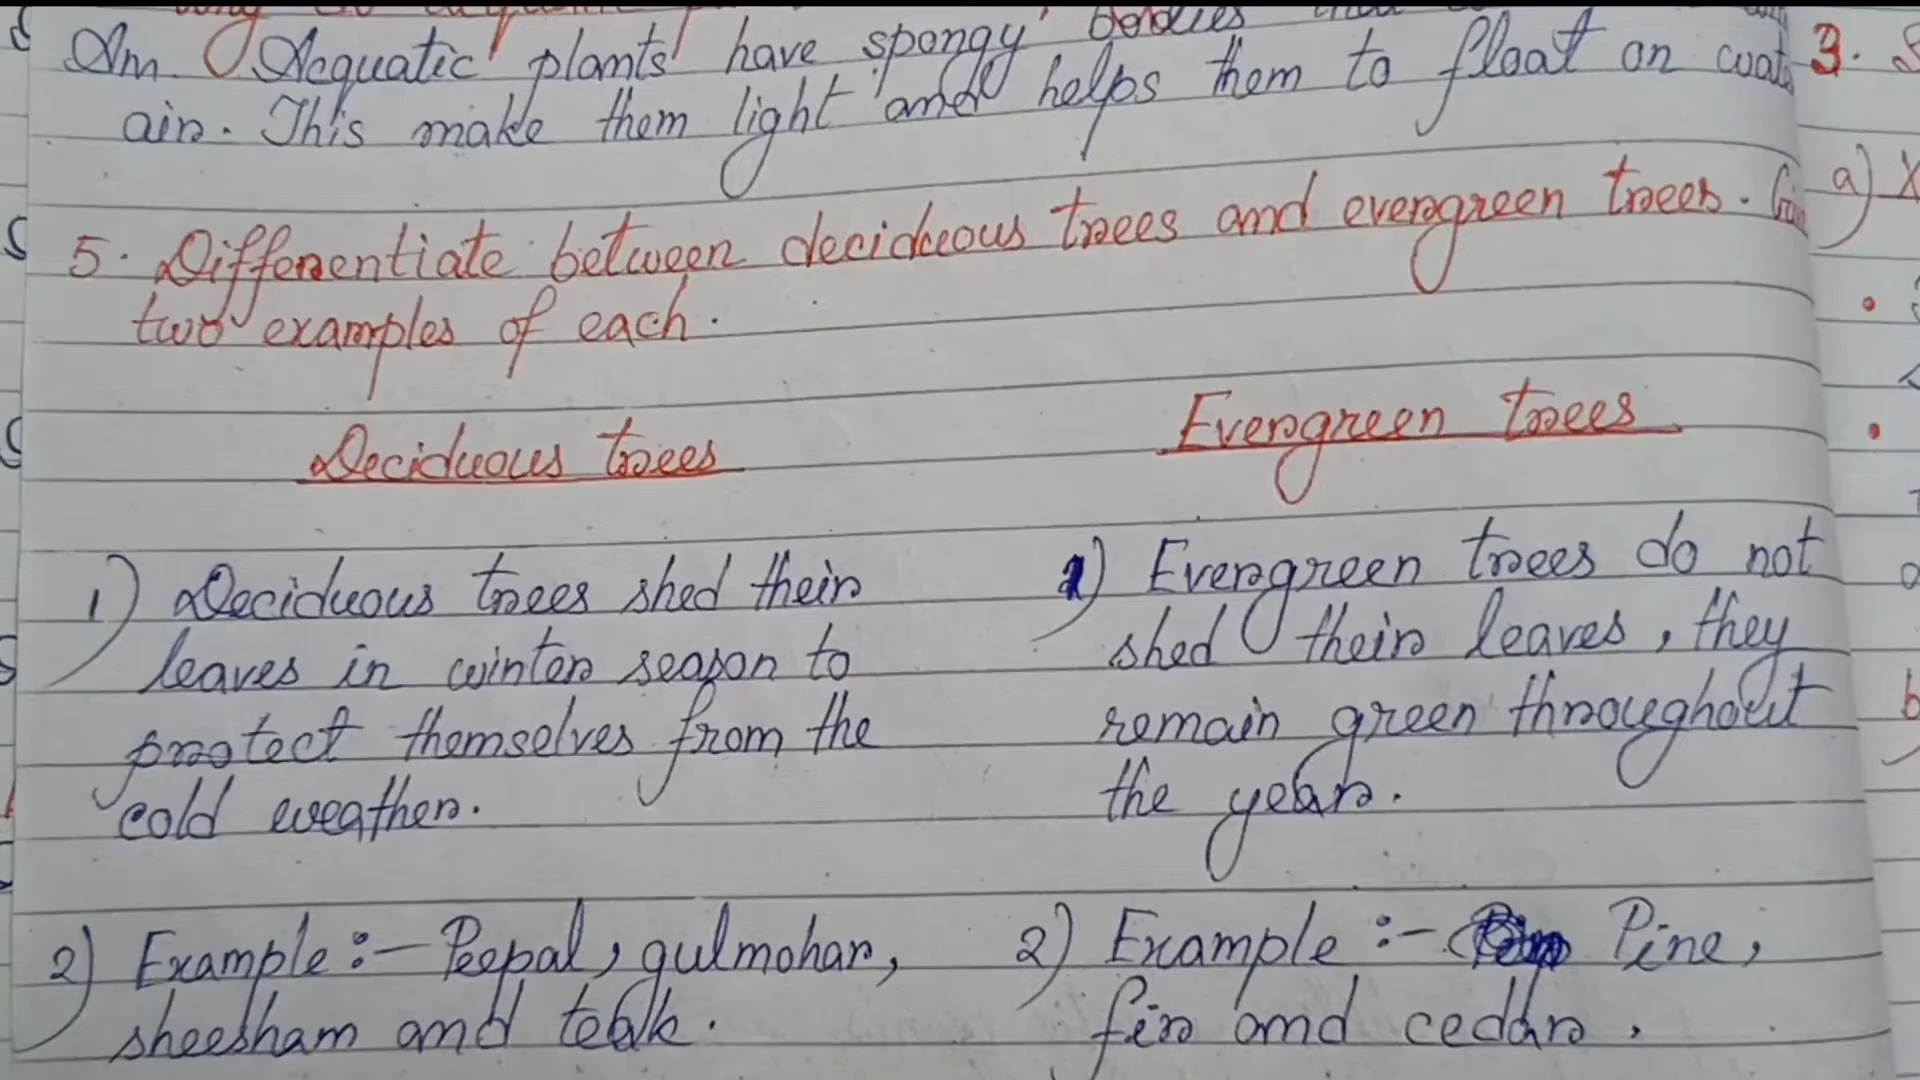 Ans. Acquatic plants have spongy bodies
air. This make them light and helps them to float on
5. Differentiate between decideous trees and evergreen trees.
two examples of each.
Deciduous trees
Evergreen trees
1) Deciduous trees shed their
leaves in winter season to
protect themselves from the
cold weather.
1) Evergreen trees do not
shed their leaves, they
remain green throughout
the year.
2) Example :- Peepal, gulmohar,
sheesham and teak.
2) Example :- Pine,
fir and cedar.
3.
a)
b